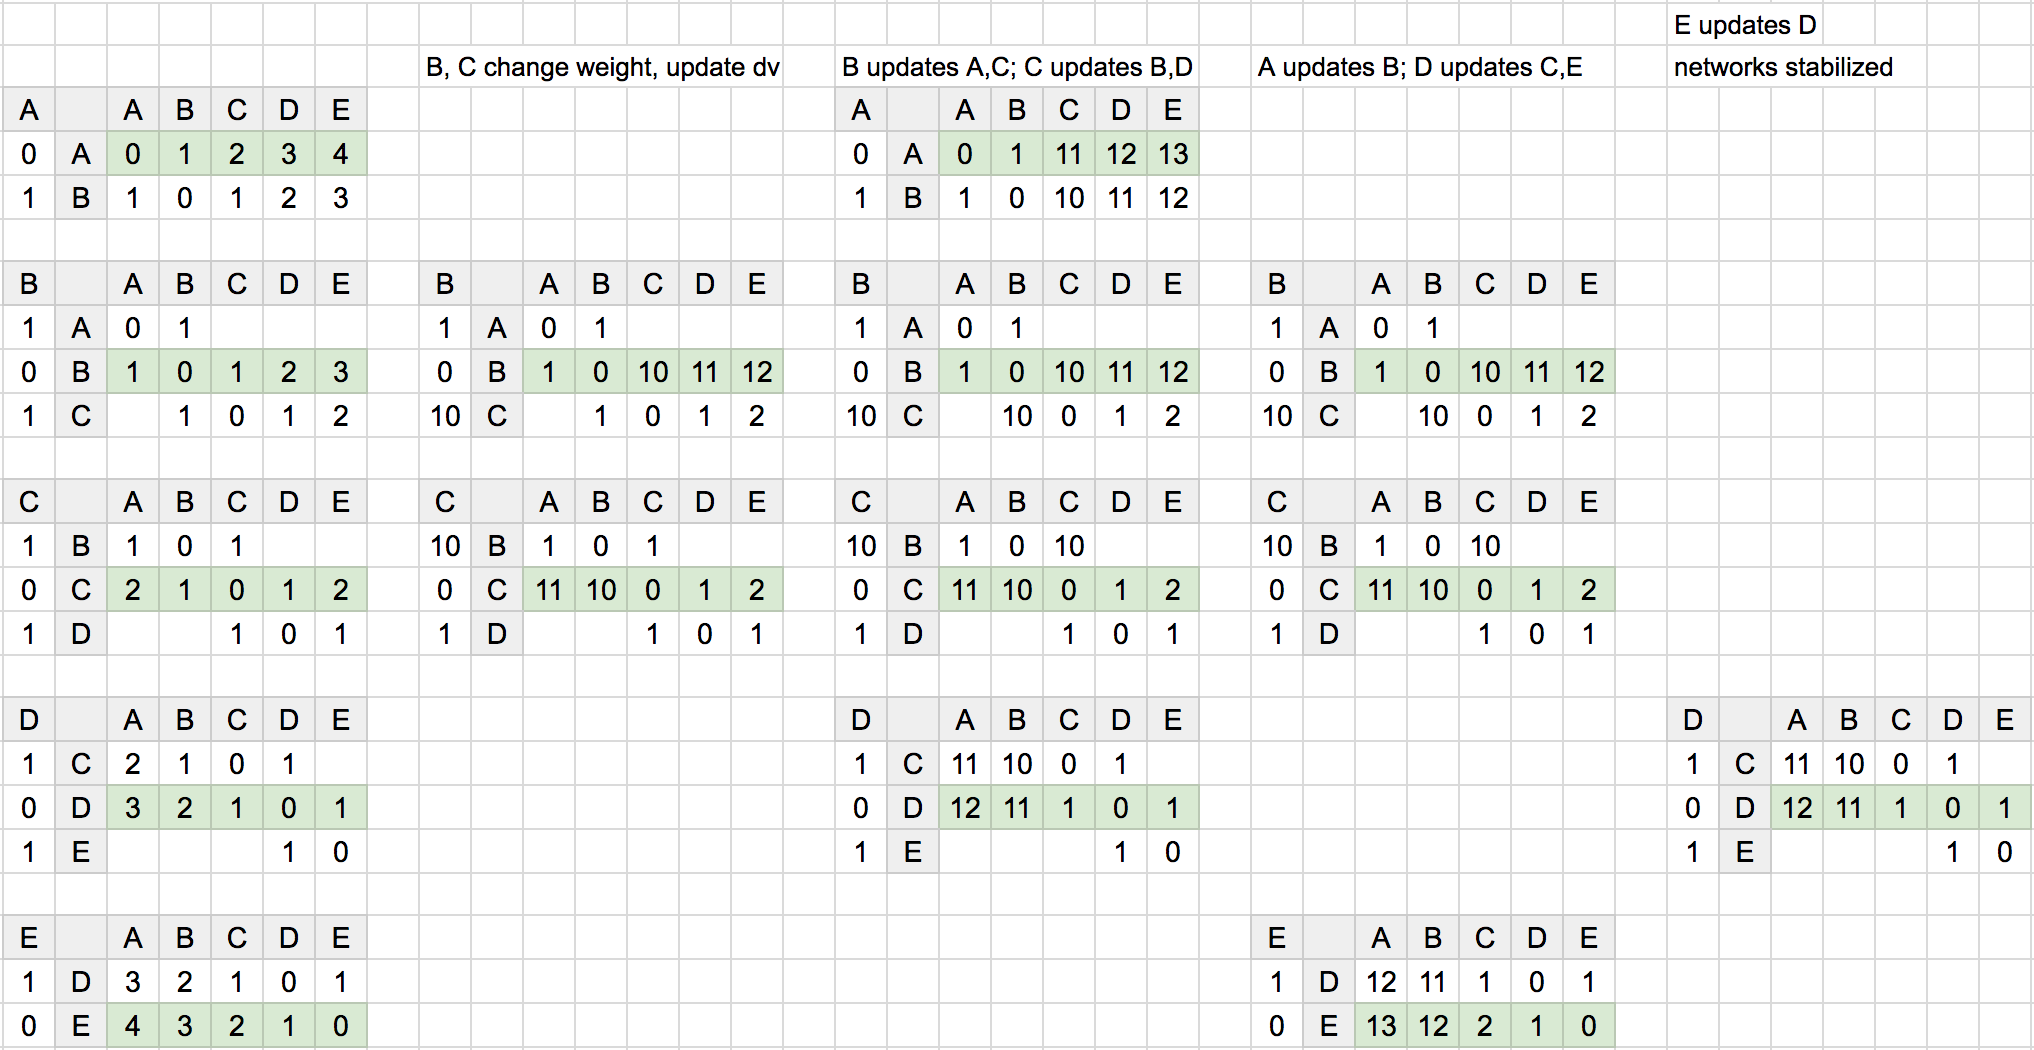 E updates D
B, C change weight, update dv B updates A,C; C updates B,D A updates B; D updates C,E networks stabilized
A A B C D E A A B C D E
0 A 0 1 2 3 4 0 A 0 1 11 12 13
1 B 1 0 1 2 3 1 B 1 0 10 11 12
B A B C D E B A B C D E B A B C D E B A B C D E
1 A 0 1 1 A 0 1 1 A 0 1 1 A 0 1
0 B 1 0 1 2 3 0 B 1 0 10 11 12 0 B 1 0 10 11 12 0 B 1 0 10 11 12
1 C 1 0 1 2 10 C 1 0 1 2 10 C 10 0 1 2 10 C 10 0 1 2
C A B C D E C A B C D E C A B C D E C A B C D E
1 B 1 0 1 10 B 1 0 1 10 B 1 0 10 10 B 1 0 10
0 C 2 1 0 1 2 0 C 11 10 0 1 2 0 C 11 10 0 1 2 0 C 11 10 0 1 2
1 D 1 0 1 1 D 1 0 1 1 D 1 0 1 1 D 1 0 1
D A B C D E D A B C D E D A B C D E
1 C 2 1 0 1 1 C 11 10 0 1 1 C 11 10 0 1
0 D 3 2 1 0 1 0 D 12 11 1 0 1 0 D 12 11 1 0 1
1 E 1 0 1 E 1 0 1 E 1 0
E A B C D E E A B C D E
1 D 3 2 1 0 1 1 D 12 11 1 0 1
0 E 4 3 2 1 0 0 E 13 12 2 1 0